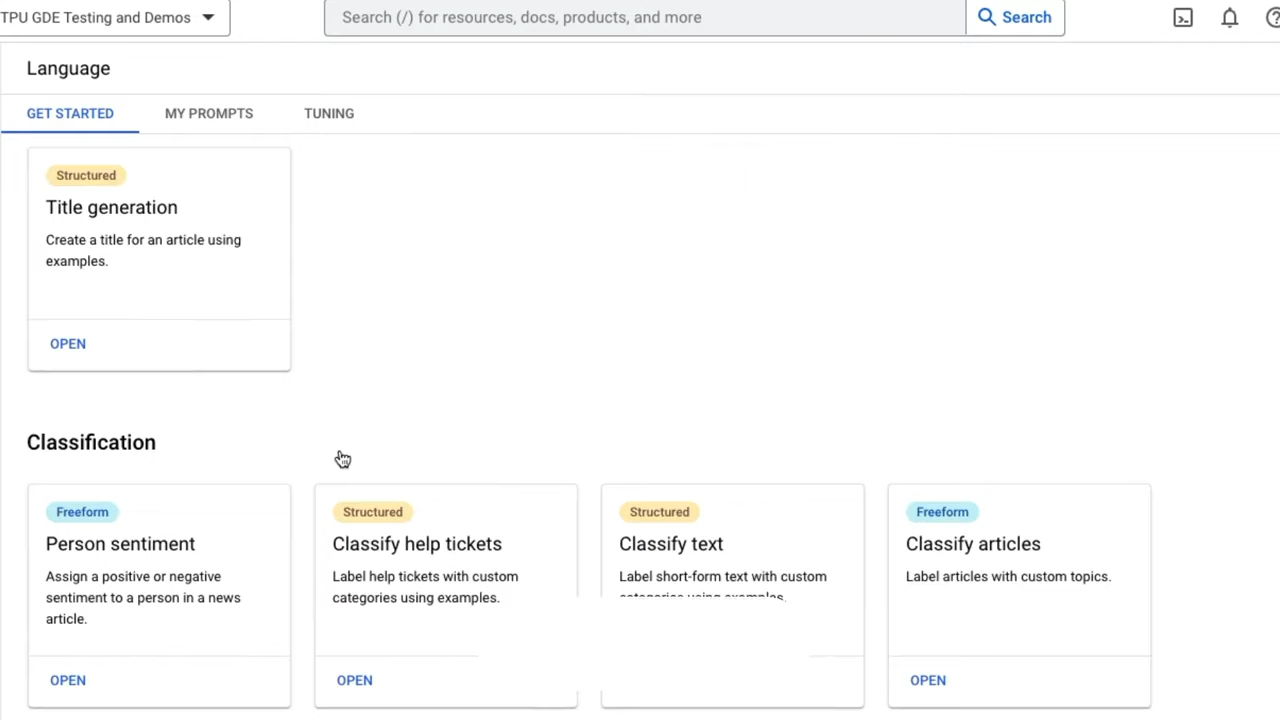 TPU GDE Testing and Demos
Search (/) for resources, docs, products, and more
Search
Language
GET STARTED
MY PROMPTS
TUNING
Structured
Title generation
Create a title for an article using
examples.
OPEN
Classification
Freeform
Person sentiment
Assign a positive or negative
sentiment to a person in a news
article.
OPEN
Structured
Classify help tickets
Label help tickets with custom
categories using examples.
OPEN
Structured
Classify text
Label short-form text with custom
categories using examples.
Freeform
Classify articles
Label articles with custom topics.
OPEN